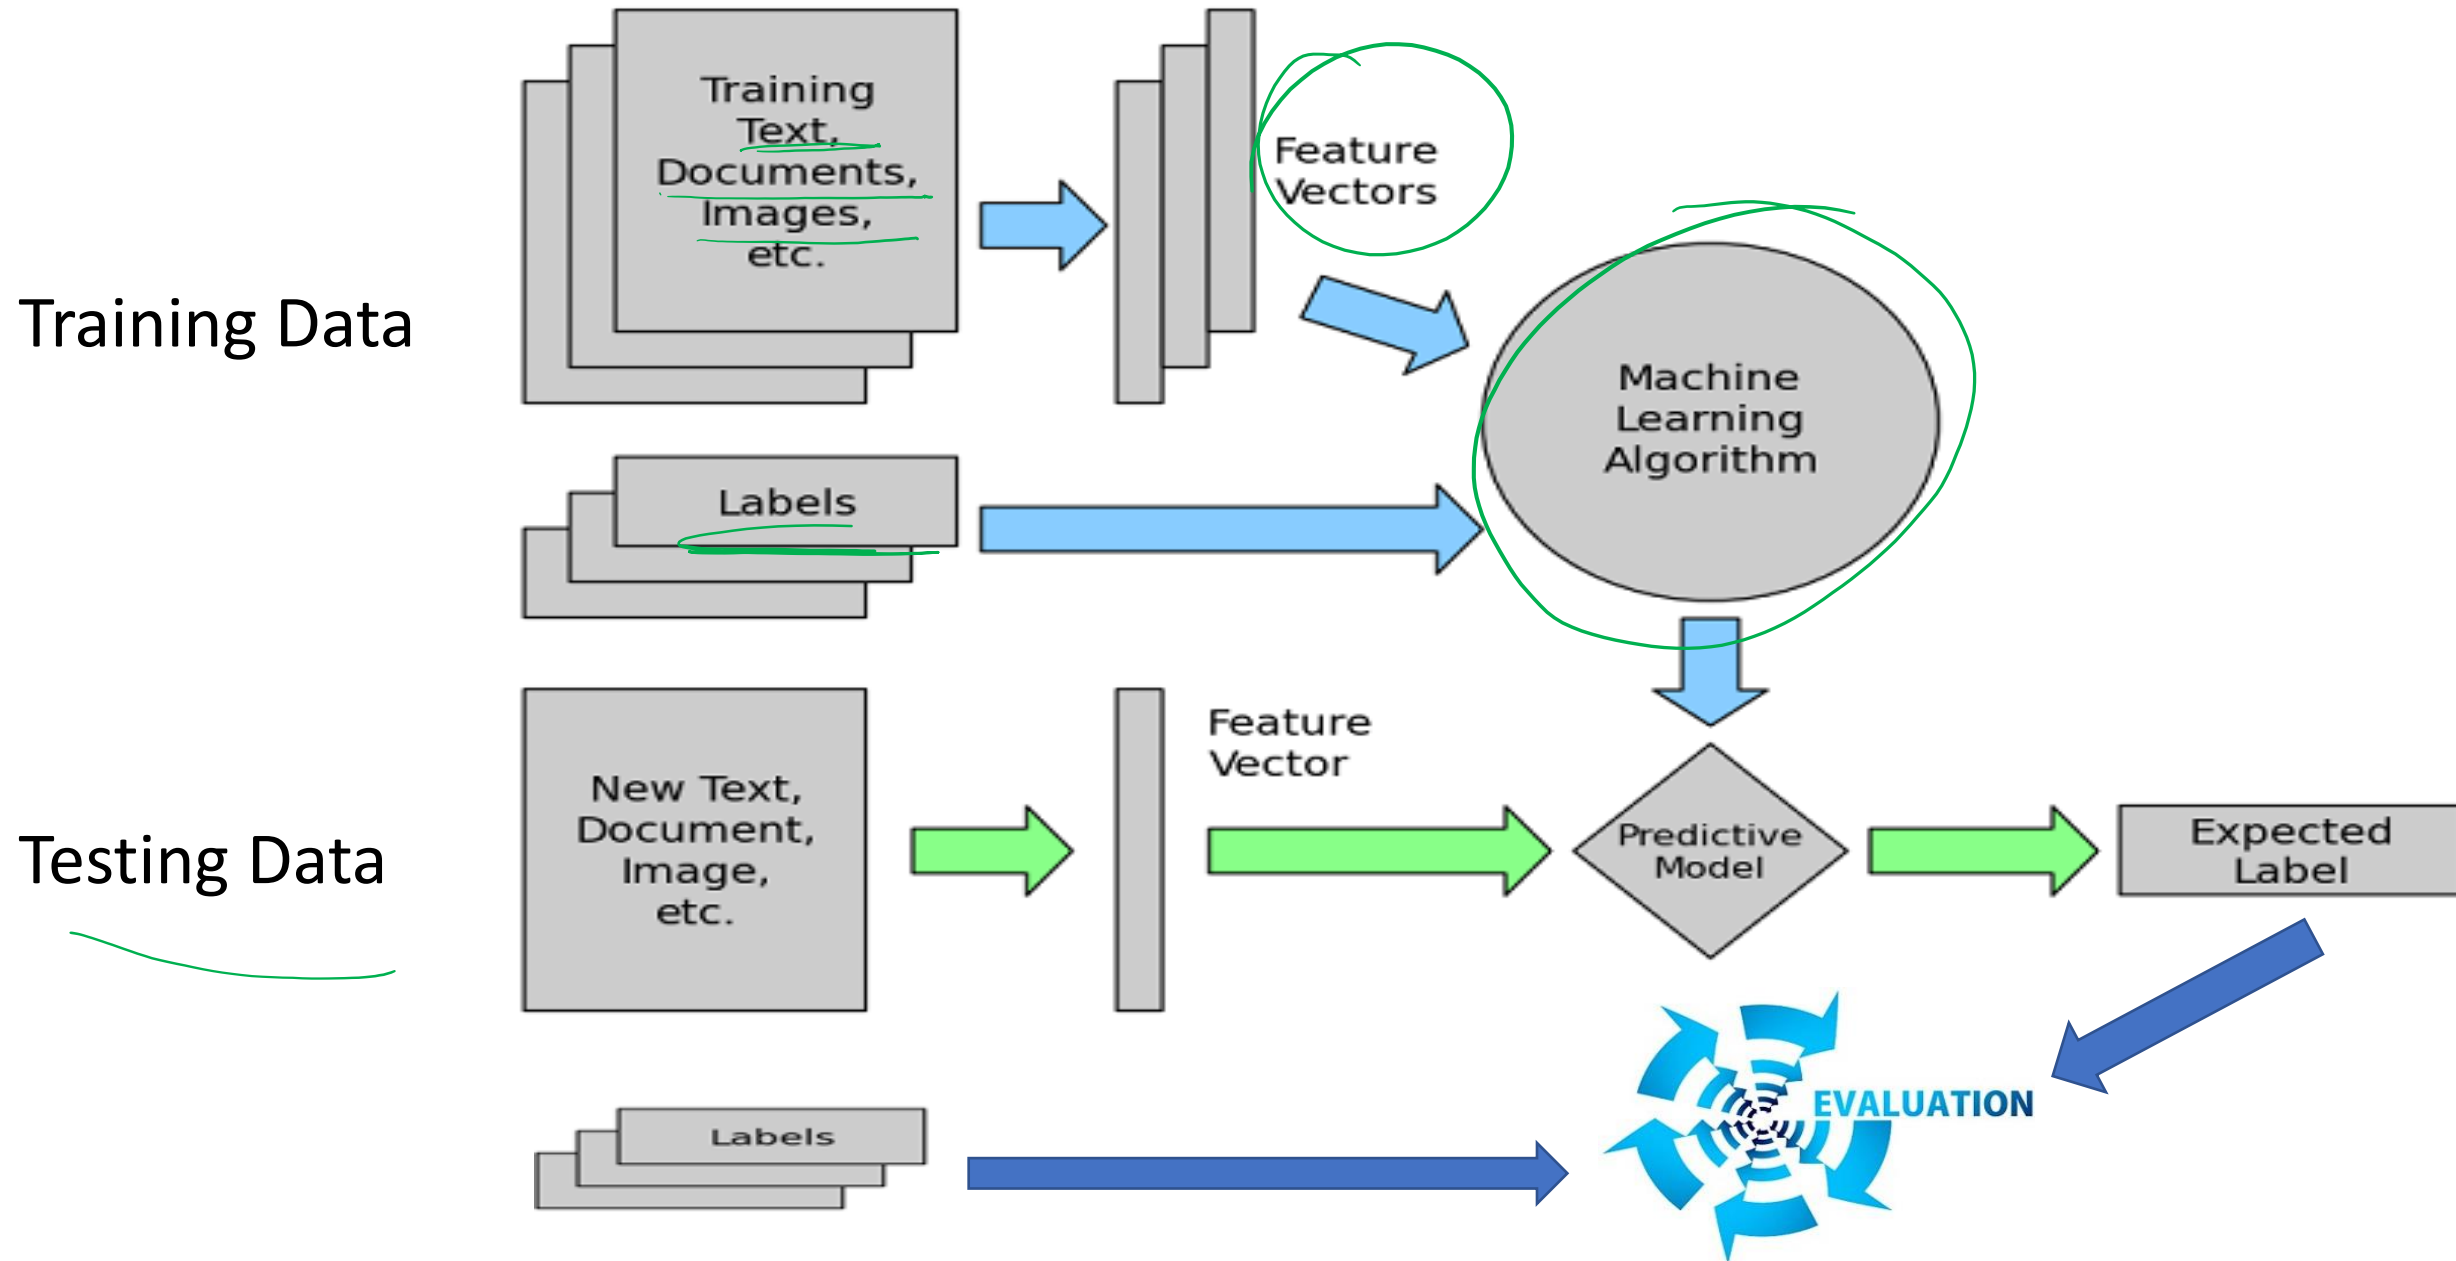 Training
Text,
Documents,
Images,
etc.
Feature
Vectors
Training Data
Machine
Learning
Algorithm
Labels
Feature
Vector
New Text,
Document,
Image,
etc.
Testing Data
Predictive
Model
Expected
Label
EVALUATION
Labels